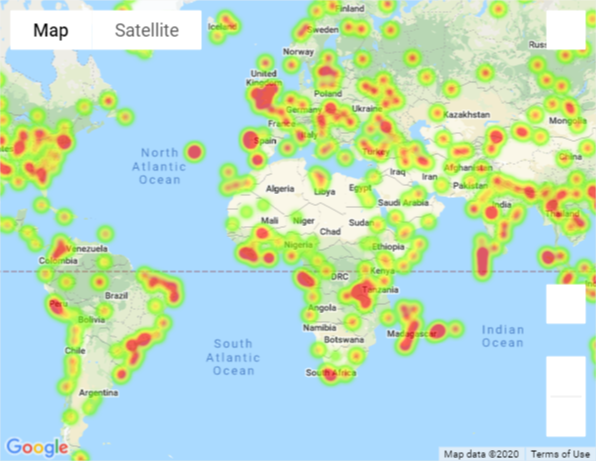 Map
Satellite
Iceland
Finland
Sweden
Norway
United
Kingdom
Poland
Germany
Ukraine
France
Kazakhstan
Mongolia
Spain
Italy
Turkey
North
Atlantic
Ocean
Iraq
Iran
Afghanistan
Pakistan
China
Algeria
Libya
Egypt
Saudi Arabia
India
Thailand
Mali
Niger
Sudan
Chad
Nigeria
Ethiopia
Venezuela
Colombia
DRC
Kenya
Tanzania
Brazil
Peru
Bolivia
Angola
Namibia
Botswana
Madagascar
Indian
Ocean
Chile
South
Atlantic
Ocean
South Africa
Argentina
Google
Map data ©2020
Terms of Use